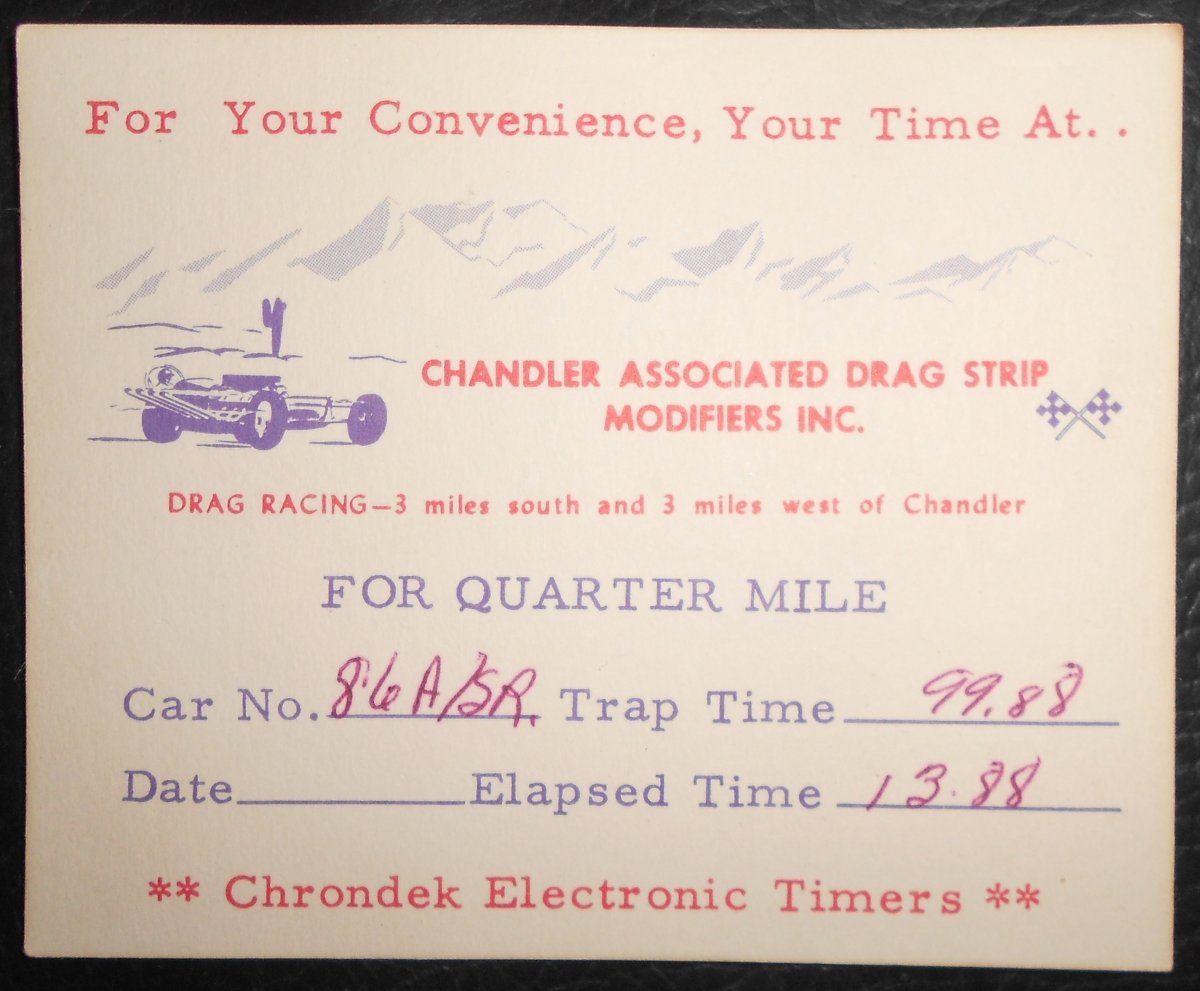 For Your Convenience, Your Time At. .
CHANDLER ASSOCIATED DRAG STRIP
MODIFIERS INC.
DRAG RACING—3 miles south and 3 miles west of Chandler
FOR QUARTER MILE
Car No. 86 A/SR. Trap Time 99.88
Date Elapsed Time 13.88
** Chrondek Electronic Timers **